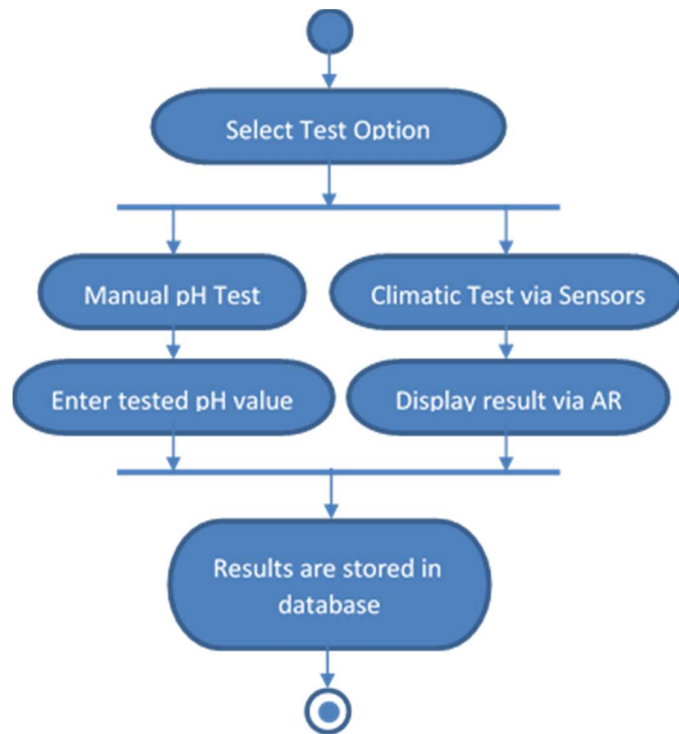 Select Test Option
Manual pH Test
Climatic Test via Sensors
Enter tested pH value
Display result via AR
Results are stored in
database